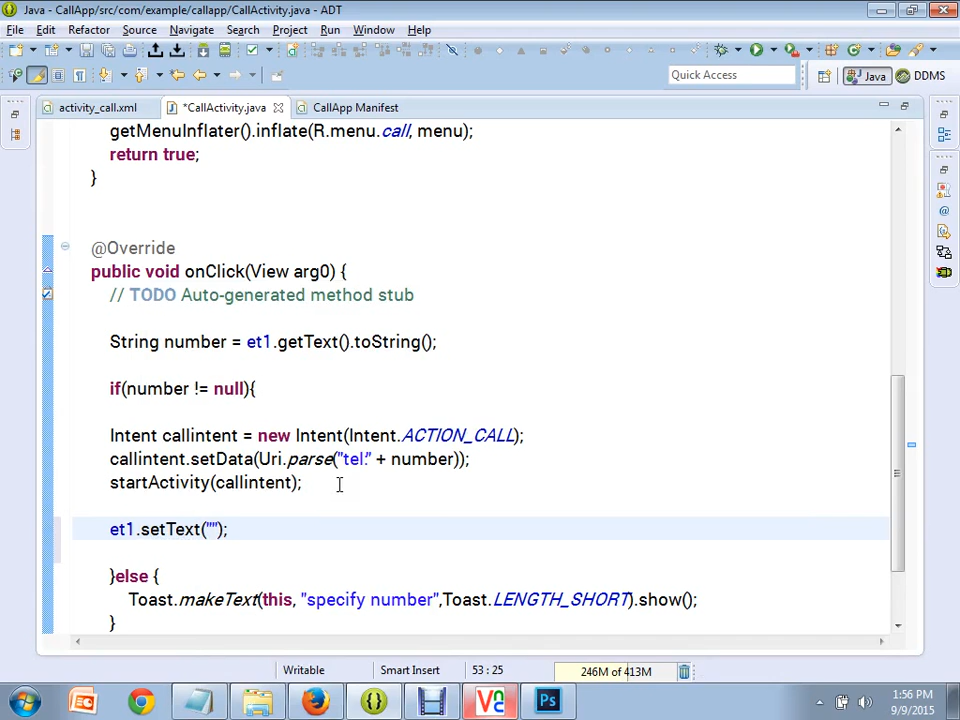 Java - CallApp/src/com/example/callapp/CallActivity.java - ADT
File Edit Refactor Source Navigate Search Project Run Window Help
Quick Access
Java
DDMS
activity_call.xml
*CallActivity.java
CallApp Manifest
getMenuInflater().inflate(R.menu.call, menu);
return true;
}
@Override
public void onClick(View arg0) {
// TODO Auto-generated method stub
String number = et1.getText().toString();
if(number != null){
Intent callintent = new Intent(Intent.ACTION_CALL);
callintent.setData(Uri.parse("tel:" + number));
startActivity(callintent);
et1.setText("");
}else {
Toast.makeText(this, "specify number",Toast.LENGTH_SHORT).show();
}
Writable
Smart Insert
53 : 25
246M of 413M
1:56 PM
9/9/2015